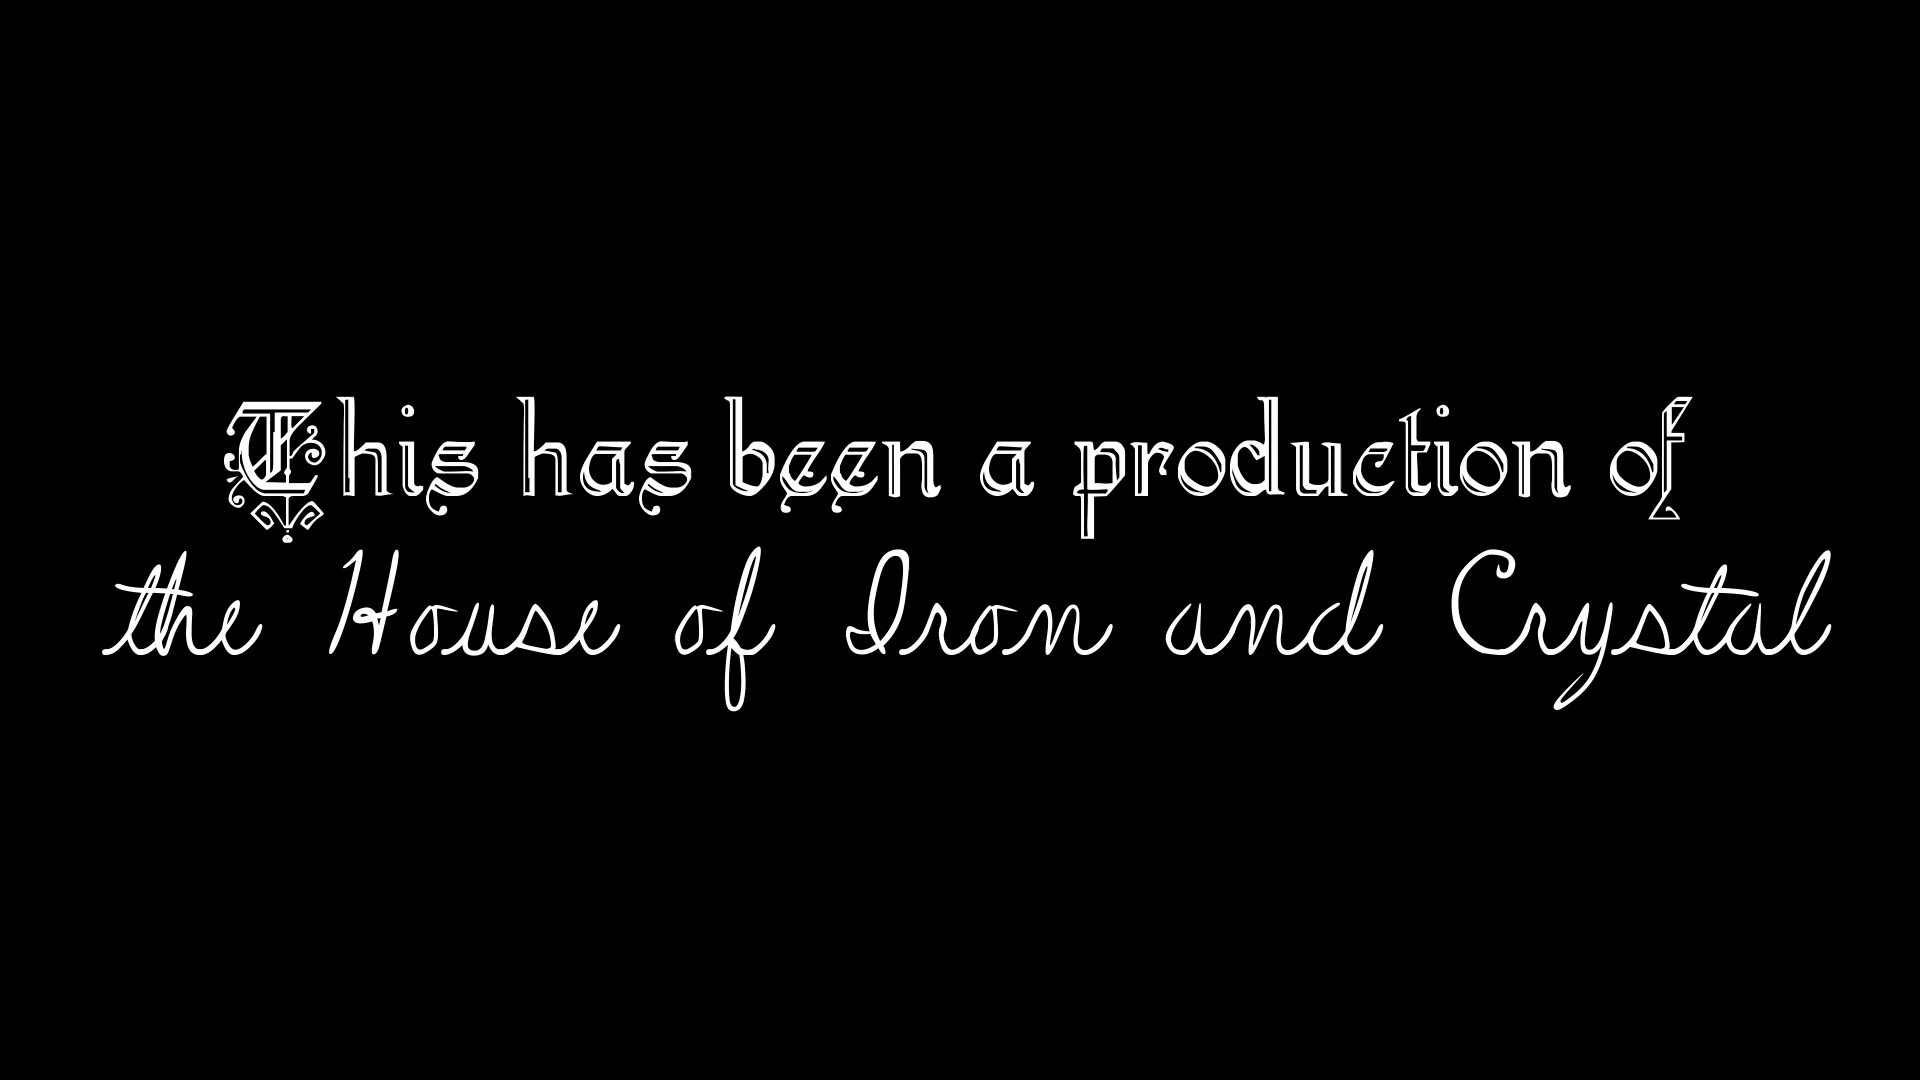 This has been a production of
the House of Iron and Crystal